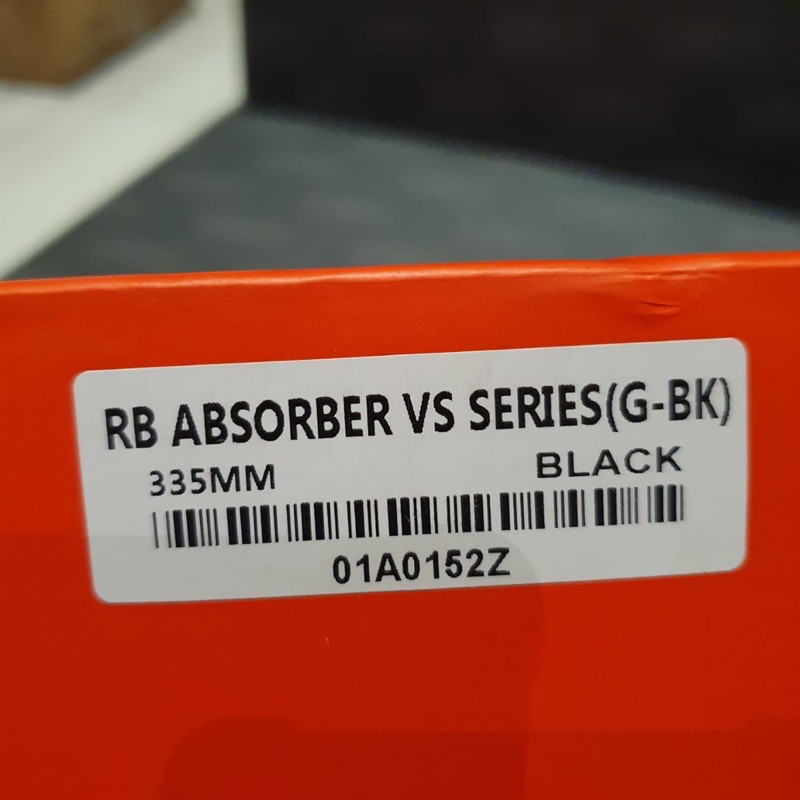 RB ABSORBER VS SERIES(G-BK)
335MM BLACK
01A0152Z